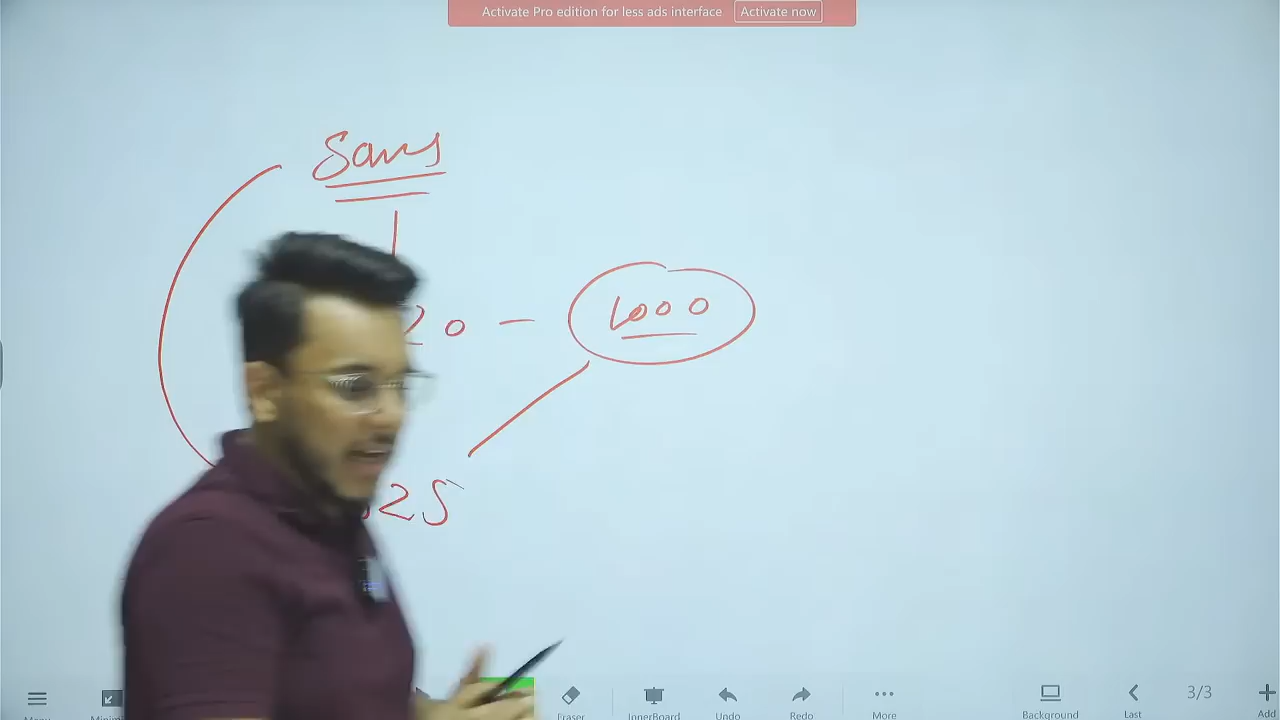 Activate Pro edition for less ads interface Activate now
20 - 1000
25
Eraser
InnerBoard
Undo
Redo
More
Background
Last
3/3
Add